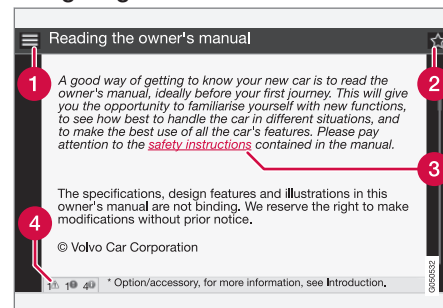 Reading the owner's manual
1
2
A good way of getting to know your new car is to read the
owner's manual, ideally before your first journey. This will give
you the opportunity to familiarise yourself with new functions,
to see how best to handle the car in different situations, and
to make the best use of all the car's features. Please pay
attention to the safety instructions contained in the manual.
3
The specifications, design features and illustrations in this
owner's manual are not binding. We reserve the right to make
modifications without prior notice.
4
© Volvo Car Corporation
1 1 4 * Option/accessory, for more information, see Introduction.
G050532